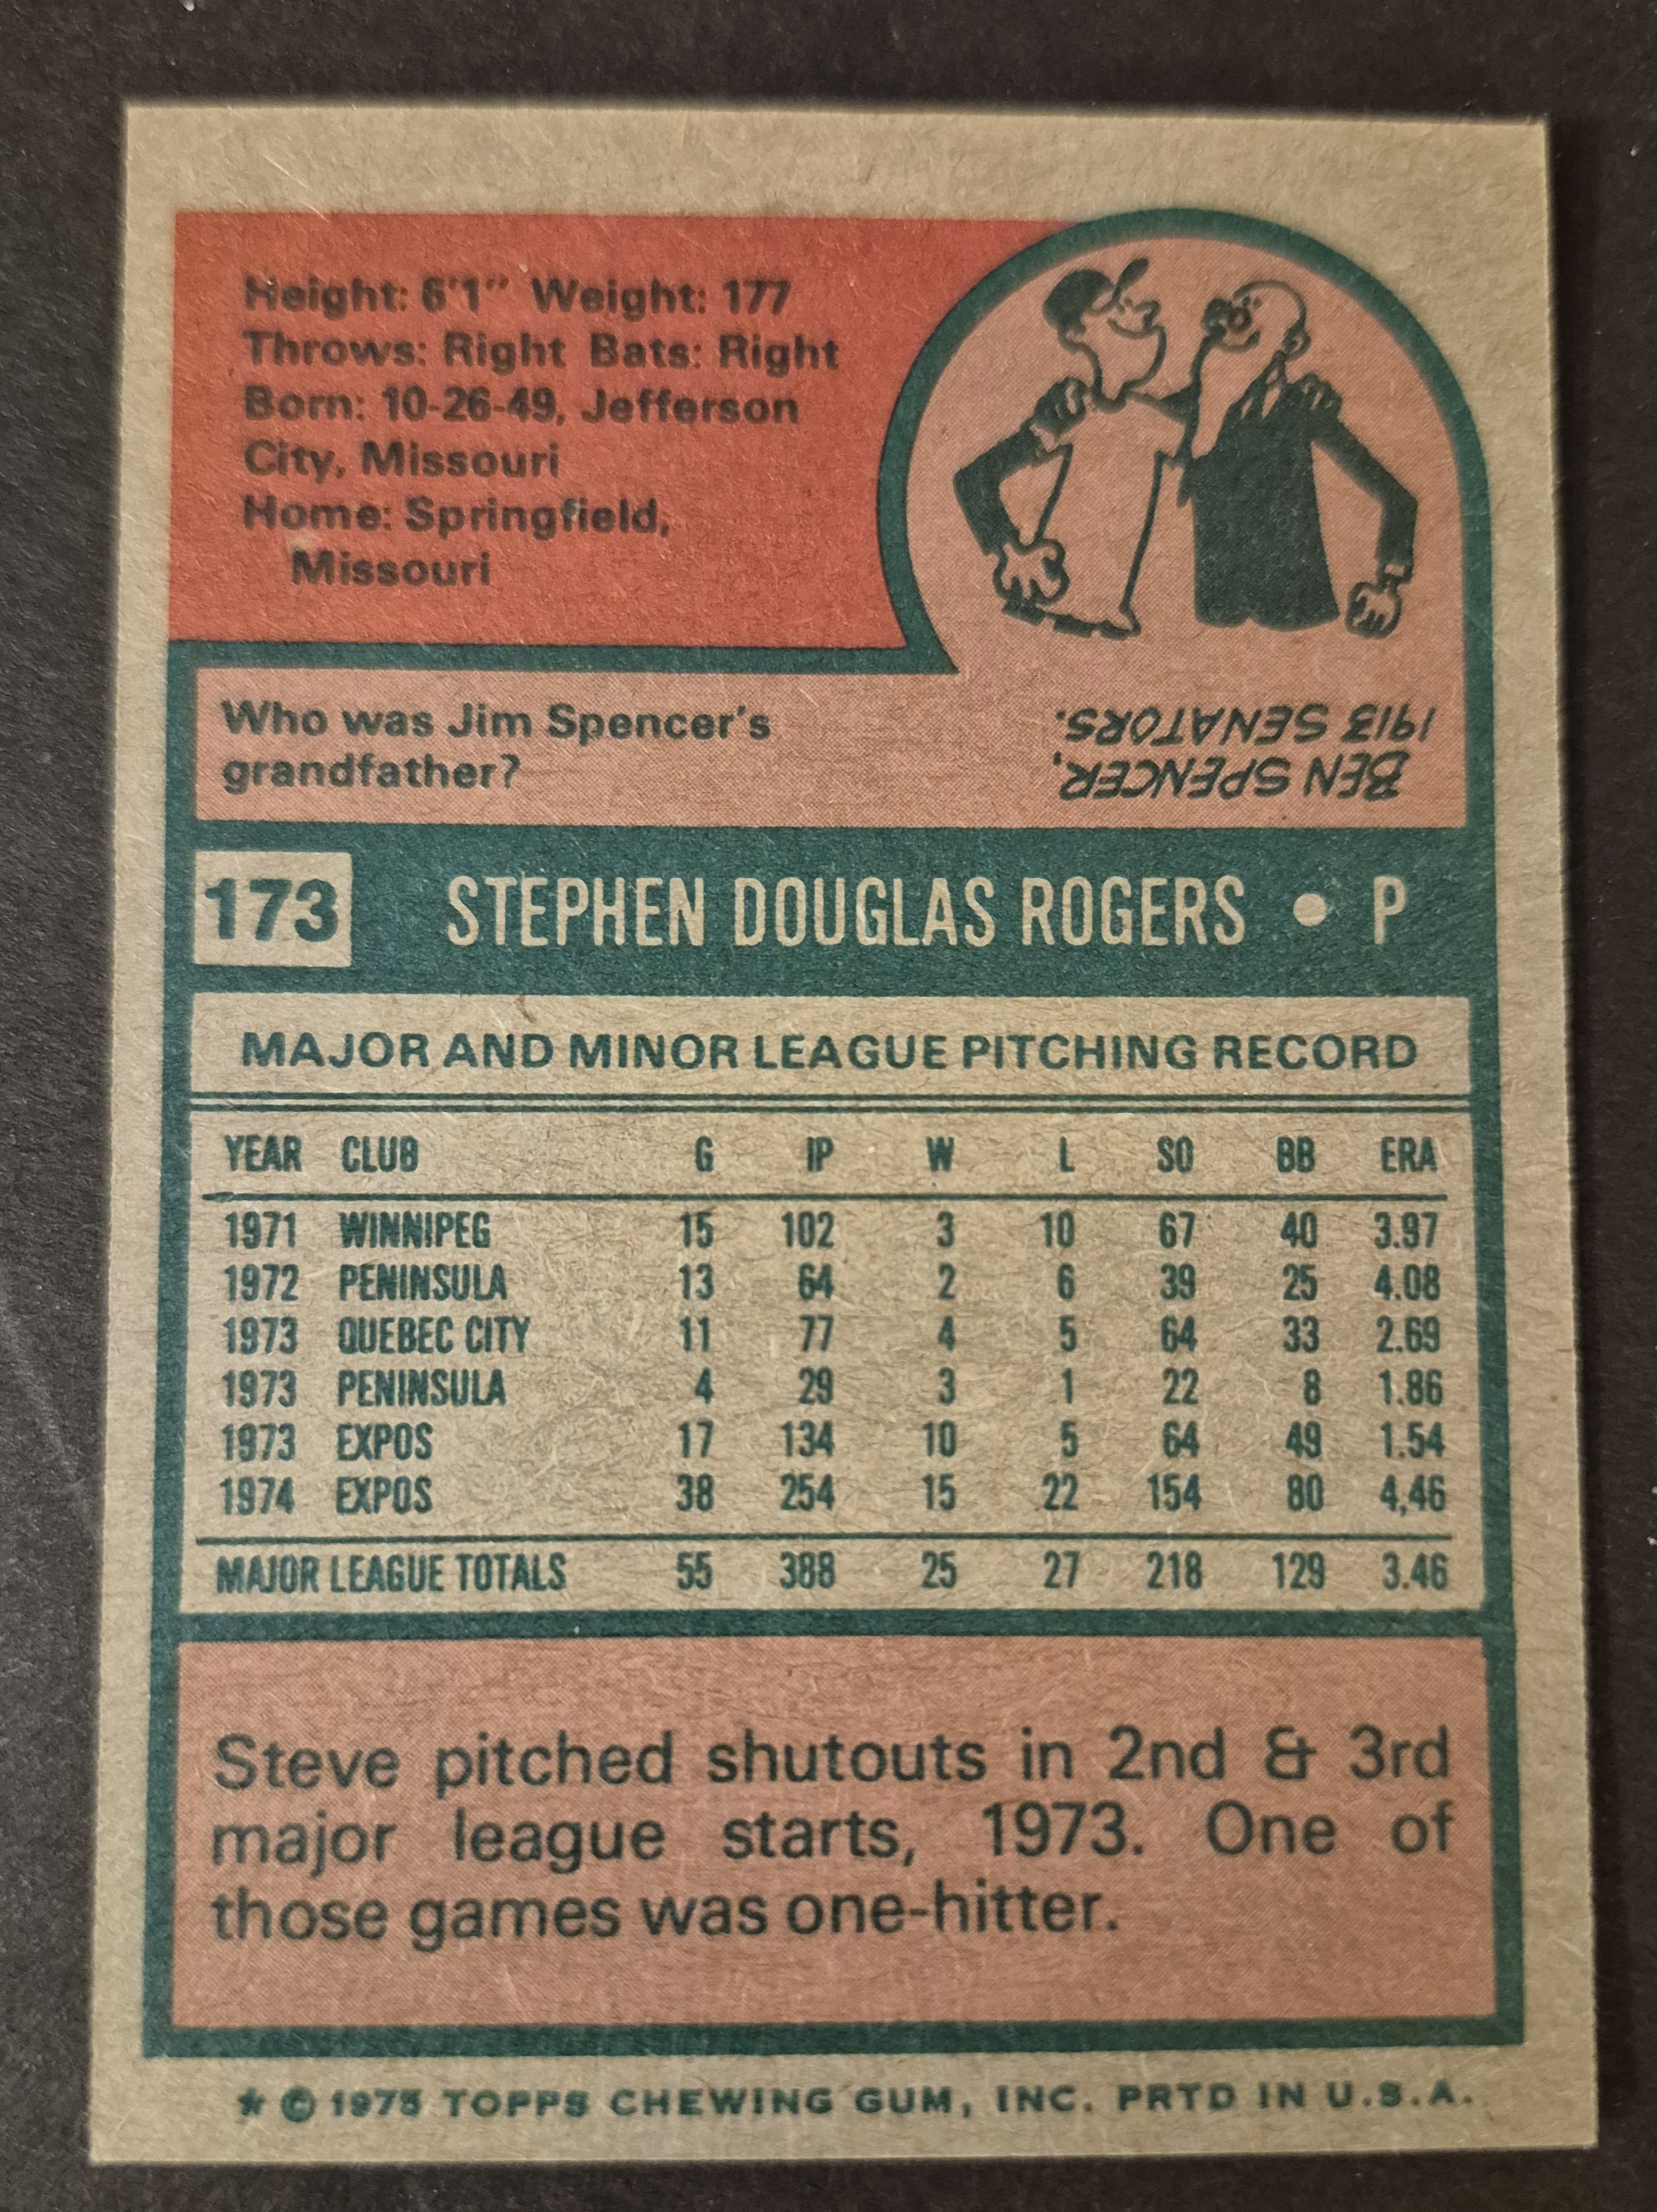 Height: 6'1" Weight: 177
Throws: Right Bats: Right
Born: 10-26-49, Jefferson
City, Missouri
Home: Springfield,
Missouri
Who was Jim Spencer's
grandfather?
BEN SPENCER,
1913 SENATORS.
173 STEPHEN DOUGLAS ROGERS • P
MAJOR AND MINOR LEAGUE PITCHING RECORD
YEAR CLUB G IP W L SO BB ERA
1971 WINNIPEG 15 102 3 10 67 40 3.97
1972 PENINSULA 13 64 2 6 39 25 4.08
1973 QUEBEC CITY 11 77 4 5 64 33 2.69
1973 PENINSULA 4 29 3 1 22 8 1.86
1973 EXPOS 17 134 10 5 64 49 1.54
1974 EXPOS 38 254 15 22 154 80 4,46
MAJOR LEAGUE TOTALS 55 388 25 27 218 129 3.46
Steve pitched shutouts in 2nd & 3rd
major league starts, 1973. One of
those games was one-hitter.
* © 1975 TOPPS CHEWING GUM, INC. PRTD IN U.S.A.